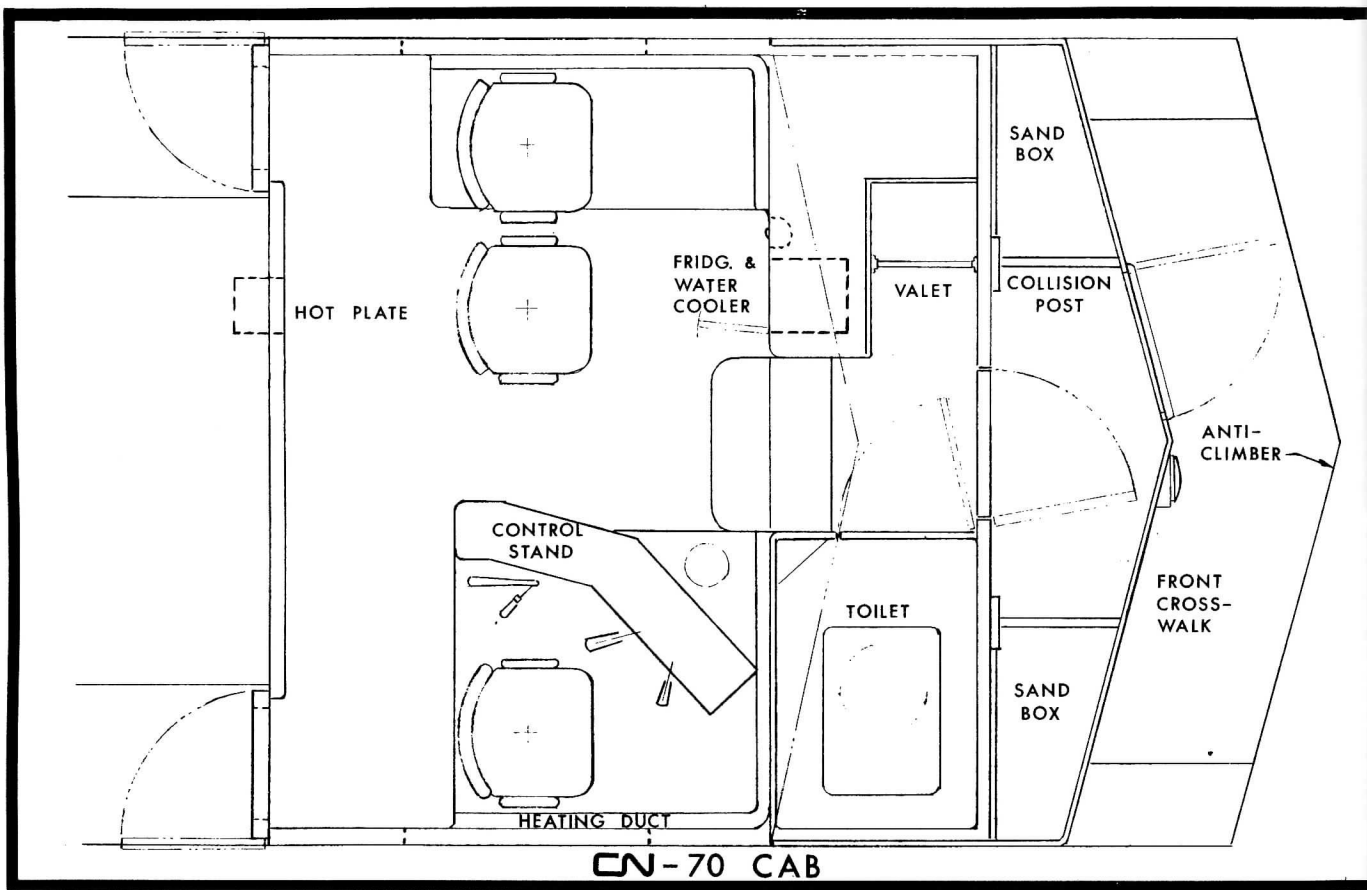 SAND
BOX
FRIDG. &
WATER
COOLER
HOT PLATE
VALET
COLLISION
POST
ANTI-
CLIMBER
CONTROL
STAND
TOILET
FRONT
CROSS-
WALK
SAND
BOX
HEATING DUCT
CN-70 CAB